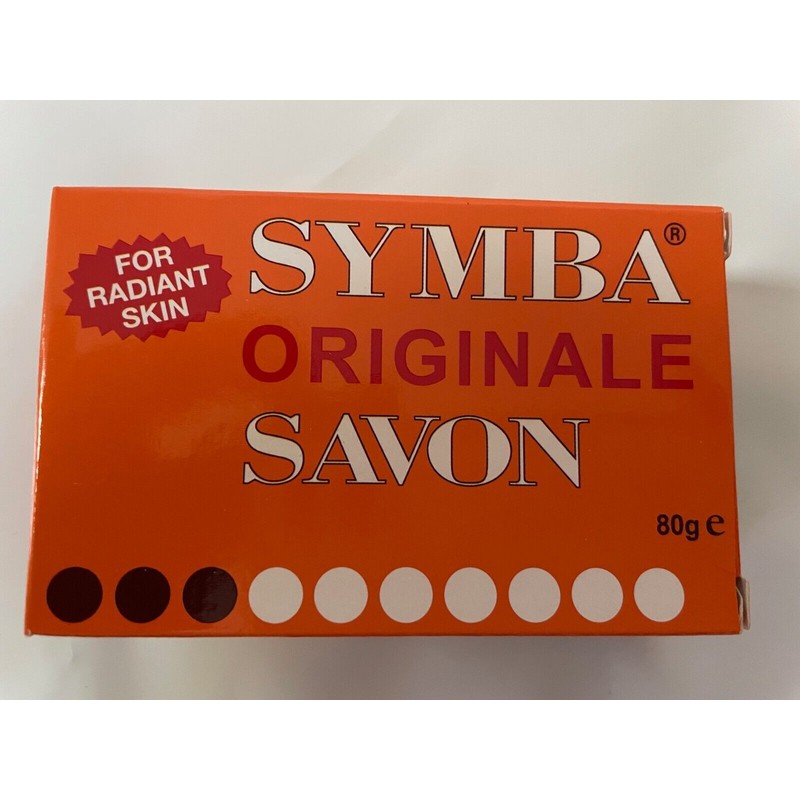 FOR
RADIANT
SKIN
SYMBA®
ORIGINALE
SAVON
80g ℮